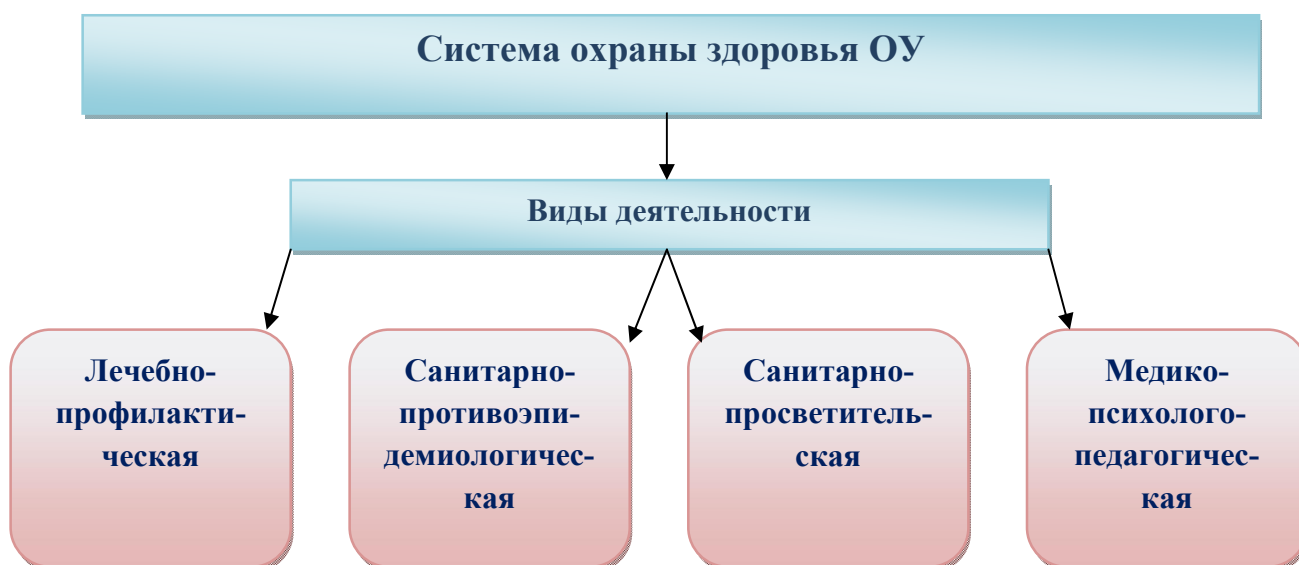 Система охраны здоровья ОУ
Виды деятельности
Лечебно-
профилакти-
ческая
Санитарно-
противоэпи-
демиологичес-
кая
Санитарно-
просветитель-
ская
Медико-
психолого-
педагогичес-
кая